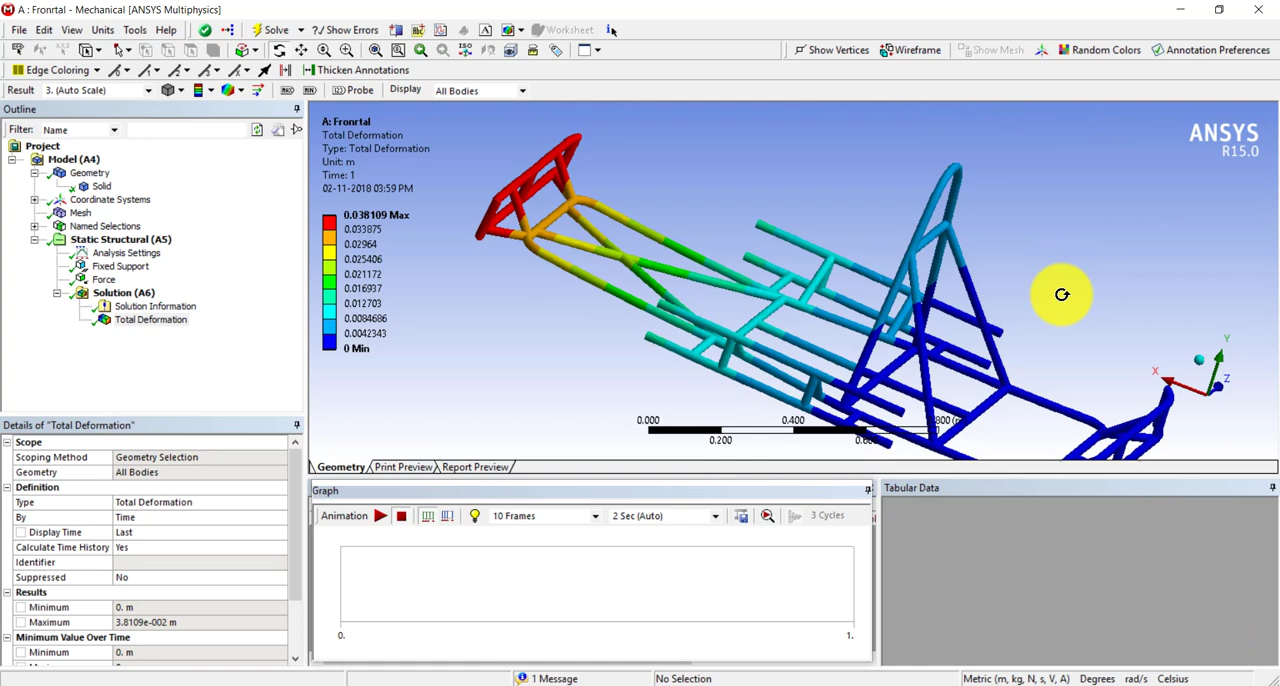 A : Fronrtal - Mechanical [ANSYS Multiphysics]
File Edit View Units Tools Help Solve ?/Show Errors Worksheet
Show Vertices Wireframe Show Mesh Random Colors Annotation Preferences
Edge Coloring Thicken Annotations
Result 3. (Auto Scale) Probe Display All Bodies
Outline
Filter: Name
Project
Model (A4)
Geometry
Solid
Coordinate Systems
Mesh
Named Selections
Static Structural (A5)
Analysis Settings
Fixed Support
Force
Solution (A6)
Solution Information
Total Deformation
A: Fronrtal
Total Deformation
Type: Total Deformation
Unit: m
Time: 1
02-11-2018 03:59 PM
0.038109 Max
0.033875
0.02964
0.025406
0.021172
0.016937
0.012703
0.0084686
0.0042343
0 Min
ANSYS
R15.0
Y
X
Z
0.000 0.400 0.800 (m)
0.200
Geometry Print Preview Report Preview
Details of "Total Deformation"
Scope
Scoping Method Geometry Selection
Geometry All Bodies
Definition
Type Total Deformation
By Time
Display Time Last
Calculate Time History Yes
Identifier
Suppressed No
Results
Minimum 0. m
Maximum 3.8109e-002 m
Minimum Value Over Time
Minimum 0. m
Graph
Animation 10 Frames 2 Sec (Auto) 3 Cycles
0. 1.
Tabular Data
1 Message No Selection Metric (m, kg, N, s, V, A) Degrees rad/s Celsius